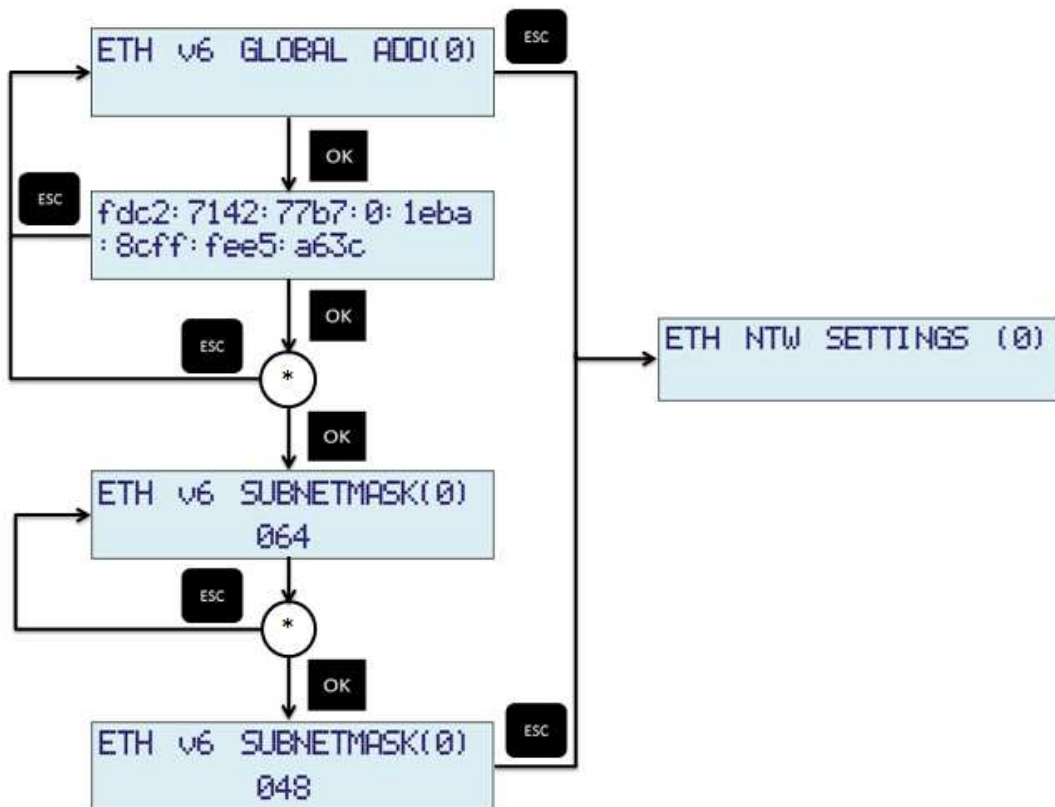 ETH v6 GLOBAL ADD(0)
ESC
OK
ESC
fdc2:7142:77b7:0:1eba
:8cff:fee5:a63c
OK
ESC
*
ETH NTW SETTINGS (0)
OK
ETH v6 SUBNETMASK(0)
064
ESC
*
OK
ETH v6 SUBNETMASK(0)
048
ESC